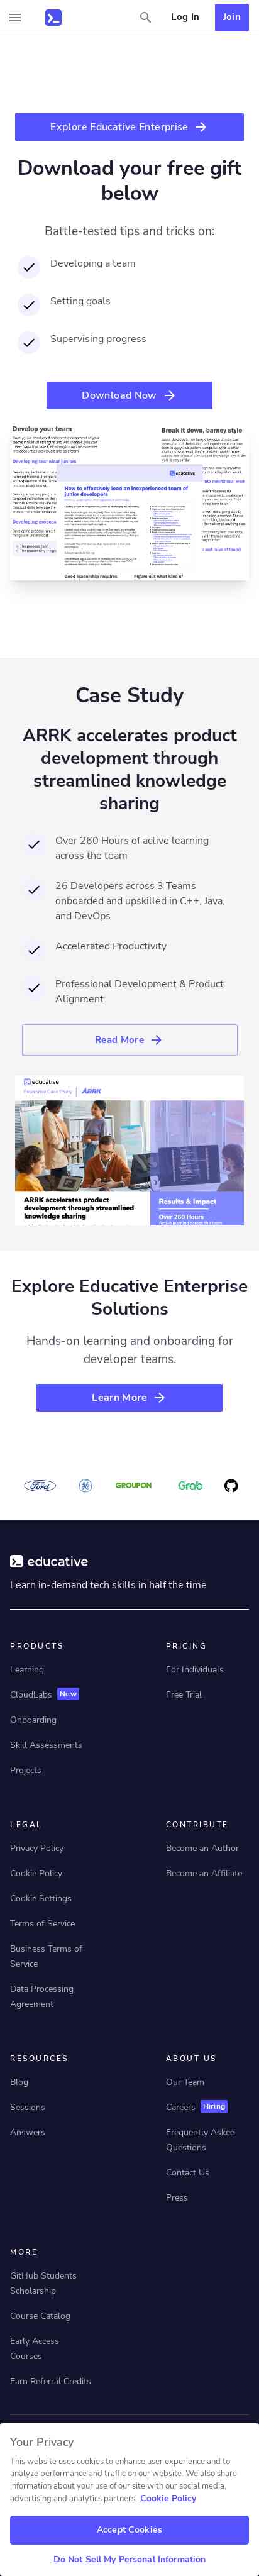 Log In
Join
Explore Educative Enterprise
Download your free gift
below
Battle-tested tips and tricks on:
Developing a team
Setting goals
Supervising progress
Download Now
Develop your team
Developing technical juniors
Developing process
Break it down, barney style
educative
How to effectively lead an inexperienced team of
junior developers
Good leadership requires
Figure out what kind of
Case Study
ARRK accelerates product
development through
streamlined knowledge
sharing
Over 260 Hours of active learning
across the team
26 Developers across 3 Teams
onboarded and upskilled in C++, Java,
and DevOps
Accelerated Productivity
Professional Development & Product
Alignment
Read More
educative
Enterprise Case Study
ARRK
ARRK accelerates product
development through streamlined
knowledge sharing
Results & Impact
Over 260 Hours
Explore Educative Enterprise
Solutions
Hands-on learning and onboarding for
developer teams.
Learn More
Ford
GE
GROUPON
Grab
educative
Learn in-demand tech skills in half the time
PRODUCTS
Learning
CloudLabs New
Onboarding
Skill Assessments
Projects
PRICING
For Individuals
Free Trial
LEGAL
Privacy Policy
Cookie Policy
Cookie Settings
Terms of Service
Business Terms of
Service
Data Processing
Agreement
CONTRIBUTE
Become an Author
Become an Affiliate
RESOURCES
Blog
Sessions
Answers
ABOUT US
Our Team
Careers Hiring
Frequently Asked
Questions
Contact Us
Press
MORE
GitHub Students
Scholarship
Course Catalog
Early Access
Courses
Earn Referral Credits
Your Privacy
This website uses cookies to enhance user experience and to
analyze performance and traffic on our website. We also share
information about your use of our site with our social media,
advertising and analytics partners. Cookie Policy
Accept Cookies
Do Not Sell My Personal Information